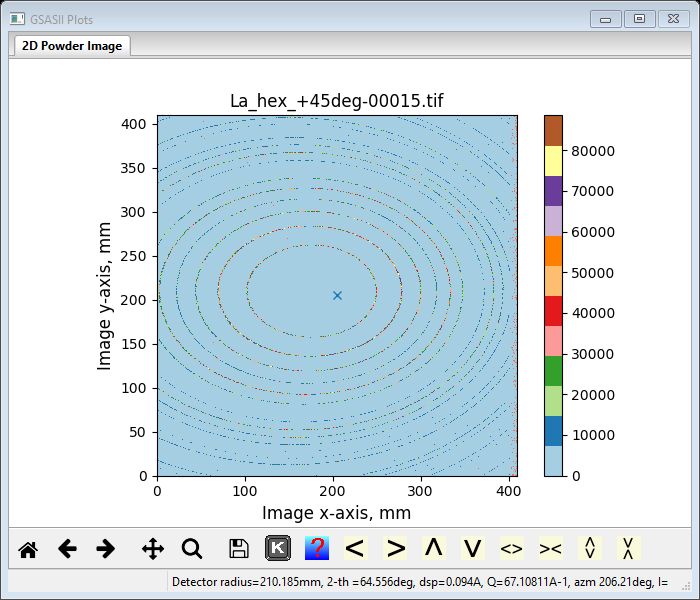 GSASII Plots
2D Powder Image
La_hex_+45deg-00015.tif
400
350
300
250
200
150
100
50
0
Image y-axis, mm
0 100 200 300 400
Image x-axis, mm
80000
70000
60000
50000
40000
30000
20000
10000
0
K ? < > Λ V <> ><
Detector radius=210.185mm, 2-th =64.556deg, dsp=0.094A, Q=67.10811A-1, azm 206.21deg, I=